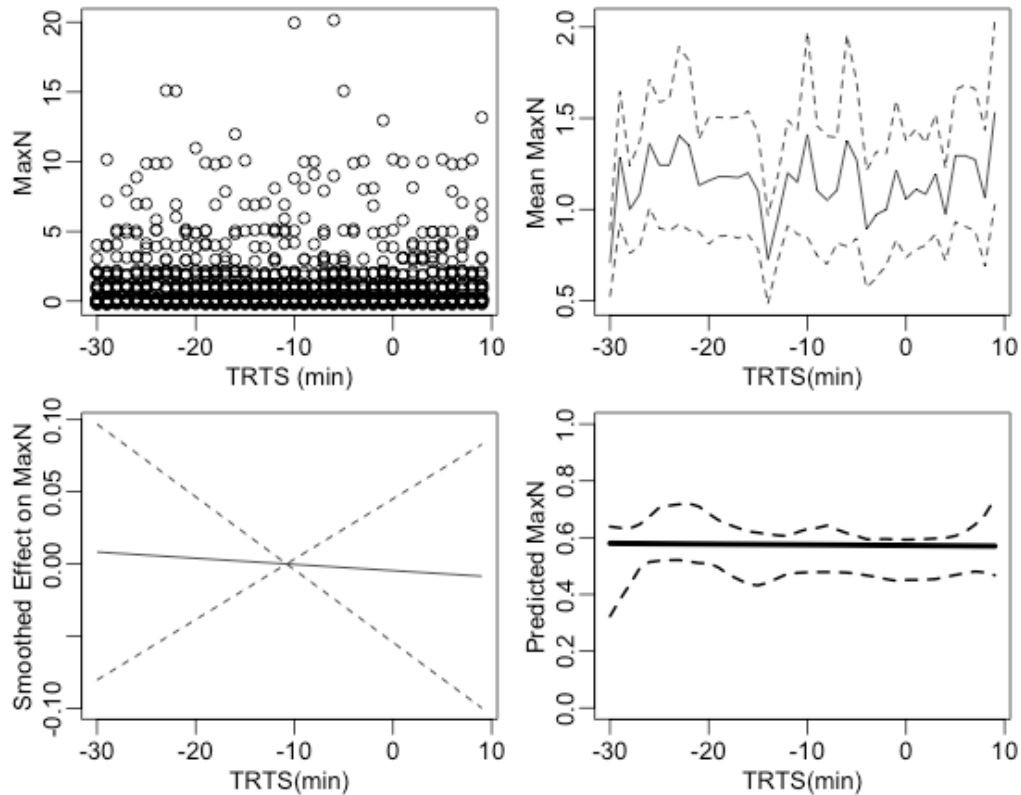 MaxN
20
15
10
5
0
-30 -20 -10 0 10
TRTS (min)
Mean MaxN
2.0
1.5
1.0
0.5
-30 -20 -10 0 10
TRTS(min)
Smoothed Effect on MaxN
0.10
0.05
0.00
-0.10
-30 -20 -10 0 10
TRTS(min)
Predicted MaxN
1.0
0.8
0.6
0.4
0.2
0.0
-30 -20 -10 0 10
TRTS(min)